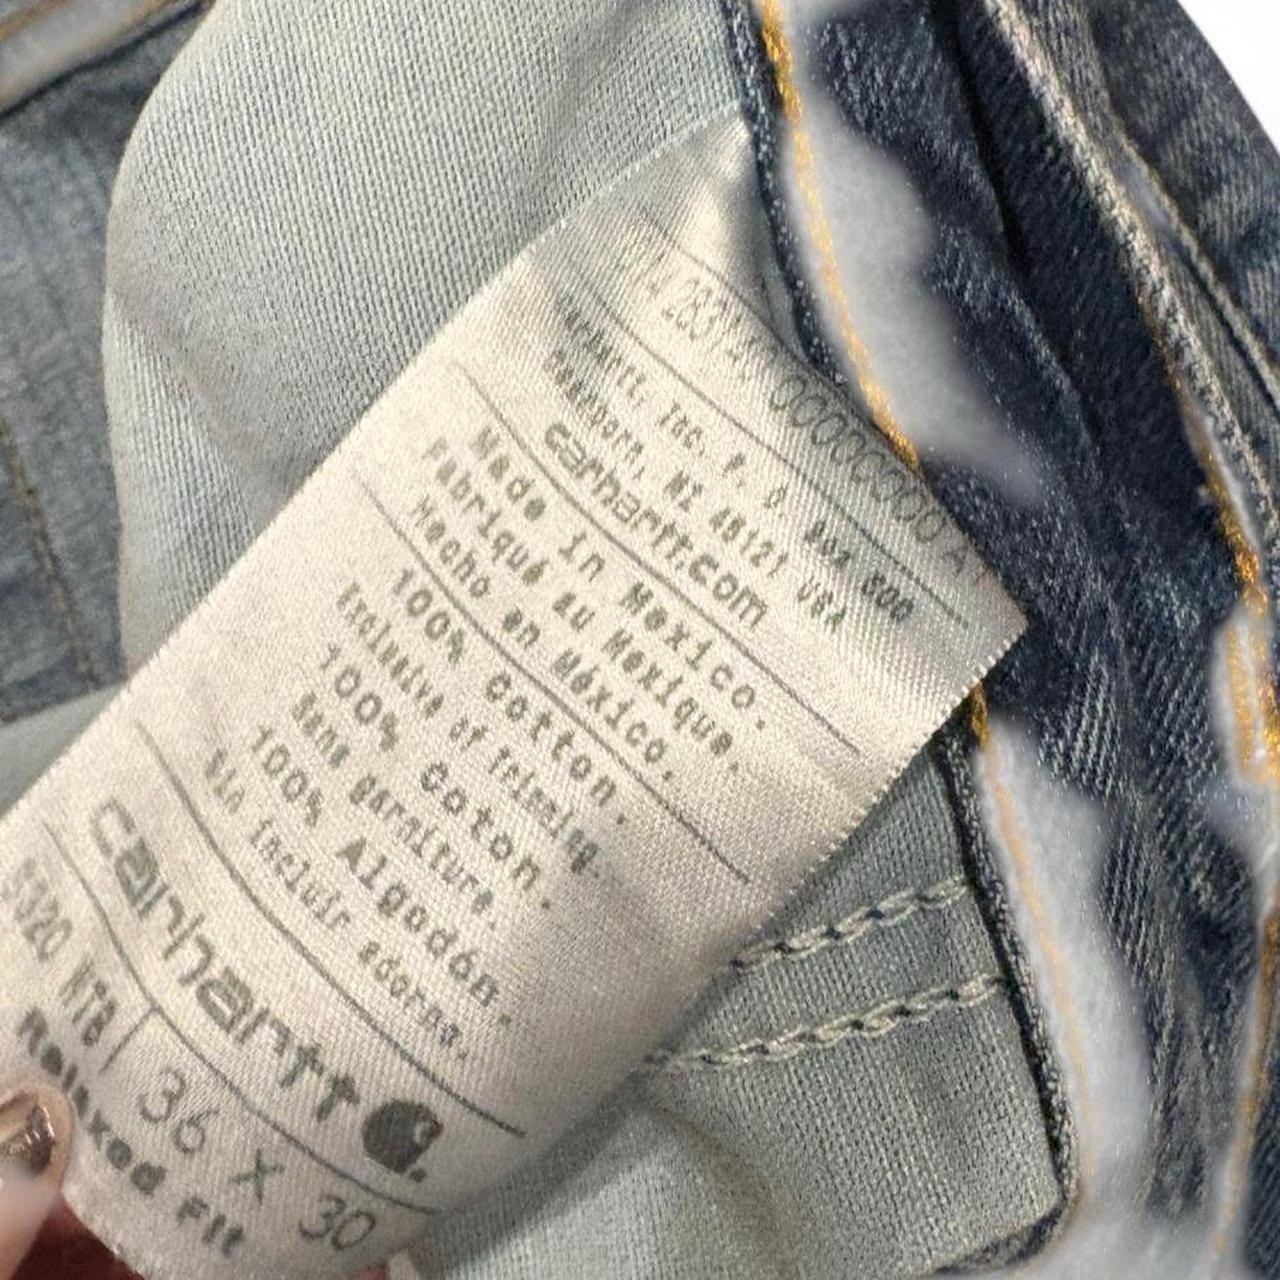 Inc. P. O. Box 600
Dearborn, MI 48121 USA
carhartt.com
Made in Mexico.
Fabriqué au Mexique.
Hecho en México.
100% Cotton.
Exclusive of Trimming.
100% Coton.
Sans garniture.
100% Algodón.
Sin incluir adorno.
carhartt
NTB 36 X 30
Relaxed Fit